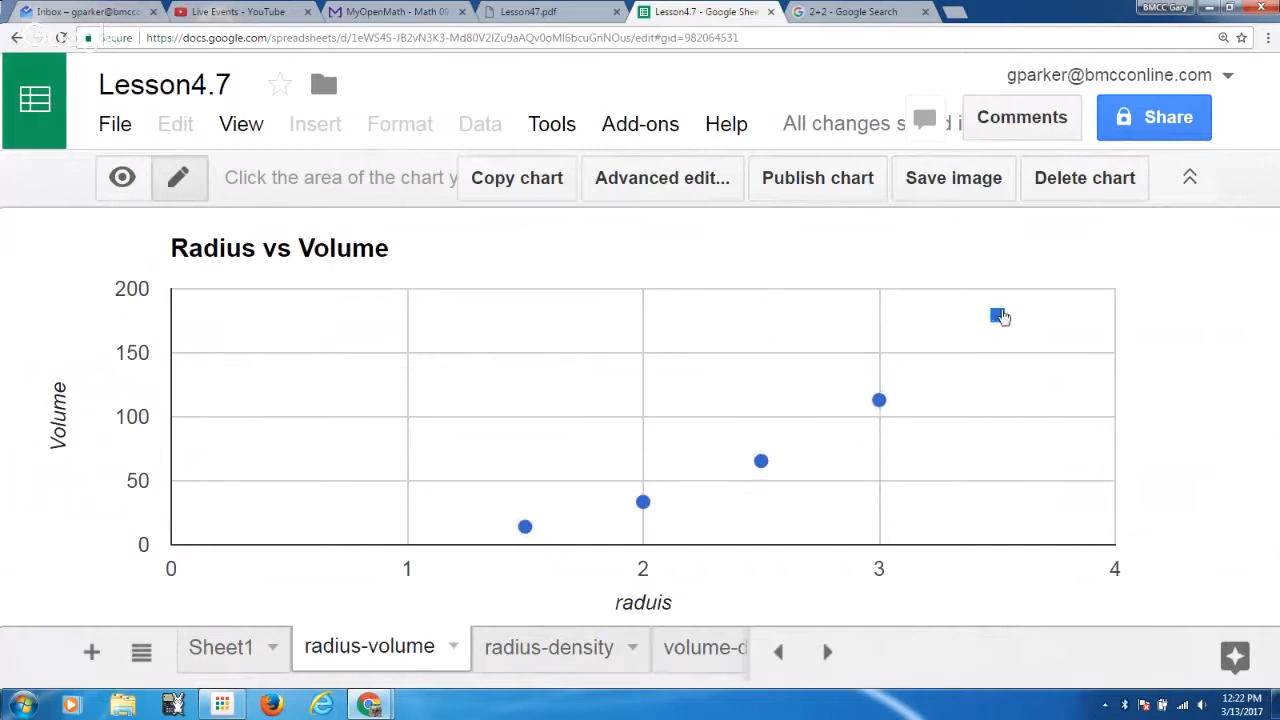 Inbox – gparker@bmcc
Live Events - YouTube
MyOpenMath - Math 09
Lesson47.pdf
Lesson4.7 - Google Shee
2+2 - Google Search
BMCC Gary
https://docs.google.com/spreadsheets/d/1eWS4S-JB2vN3K3-Md80V2IZu9aAQv0oMI6bcuGnNOus/edit#gid=982064531
Lesson4.7
gparker@bmcconline.com
File Edit View Insert Format Data Tools Add-ons Help All changes s d i
Comments
Share
Click the area of the chart y
Copy chart
Advanced edit...
Publish chart
Save image
Delete chart
Radius vs Volume
200
150
100
50
0
Volume
0 1 2 3 4
raduis
Sheet1
radius-volume
radius-density
volume-d
12:22 PM
3/13/2017